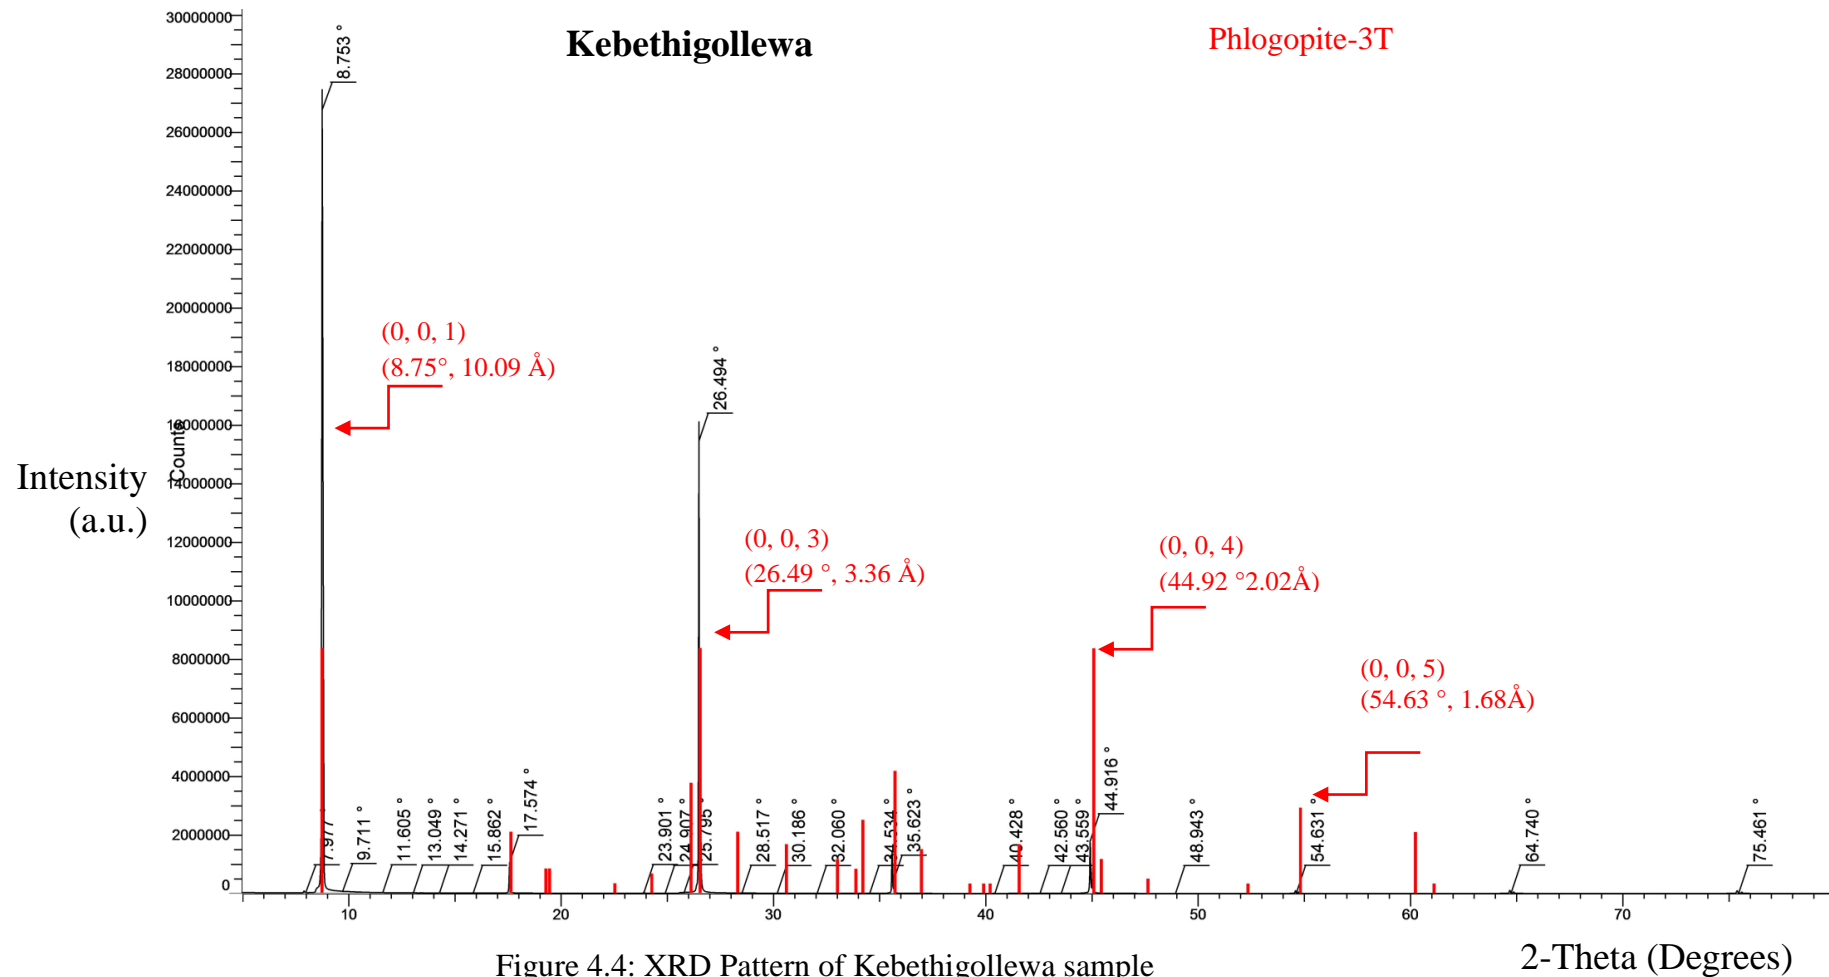 Kebethigollewa
Phlogopite-3T
30000000
28000000
26000000
24000000
22000000
20000000
18000000
16000000
14000000
12000000
10000000
8000000
6000000
4000000
2000000
0
Counts
Intensity
(a.u.)
8.753 °
(0, 0, 1)
(8.75°, 10.09 Å)
26.494 °
(0, 0, 3)
(26.49 °, 3.36 Å)
(0, 0, 4)
(44.92 °2.02Å)
(0, 0, 5)
(54.63 °, 1.68Å)
7.977 °
9.711 °
11.605 °
13.049 °
14.271 °
15.862 °
17.574 °
23.901 °
24.907 °
25.795 °
28.517 °
30.186 °
32.060 °
34.534 °
35.623 °
40.428 °
42.560 °
43.559 °
44.916 °
48.943 °
54.631 °
64.740 °
75.461 °
10 20 30 40 50 60 70
2-Theta (Degrees)
Figure 4.4: XRD Pattern of Kebethigollewa sample